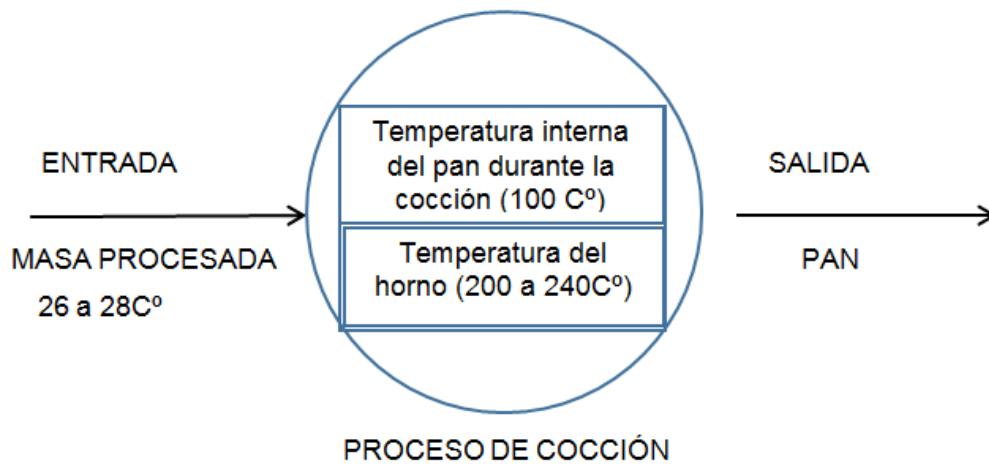 ENTRADA
MASA PROCESADA
26 a 28Cº
Temperatura interna
del pan durante la
cocción (100 Cº)
Temperatura del
horno (200 a 240Cº)
SALIDA
PAN
PROCESO DE COCCIÓN